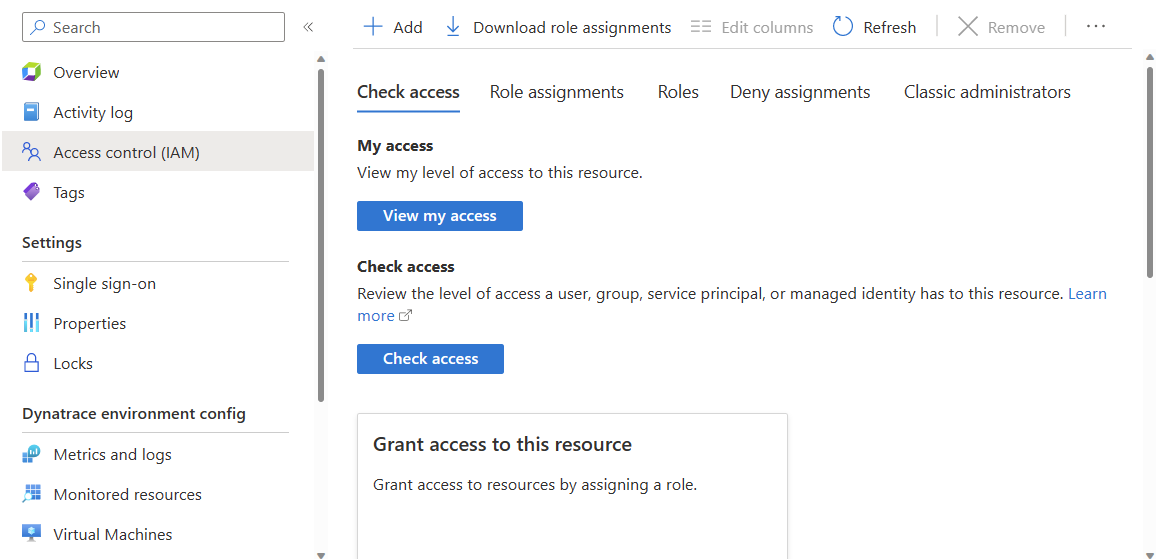 Search
Overview
Activity log
Access control (IAM)
Tags
Settings
Single sign-on
Properties
Locks
Dynatrace environment config
Metrics and logs
Monitored resources
Virtual Machines
Add Download role assignments Edit columns Refresh Remove
Check access Role assignments Roles Deny assignments Classic administrators
My access
View my level of access to this resource.
View my access
Check access
Review the level of access a user, group, service principal, or managed identity has to this resource. Learn
more
Check access
Grant access to this resource
Grant access to resources by assigning a role.